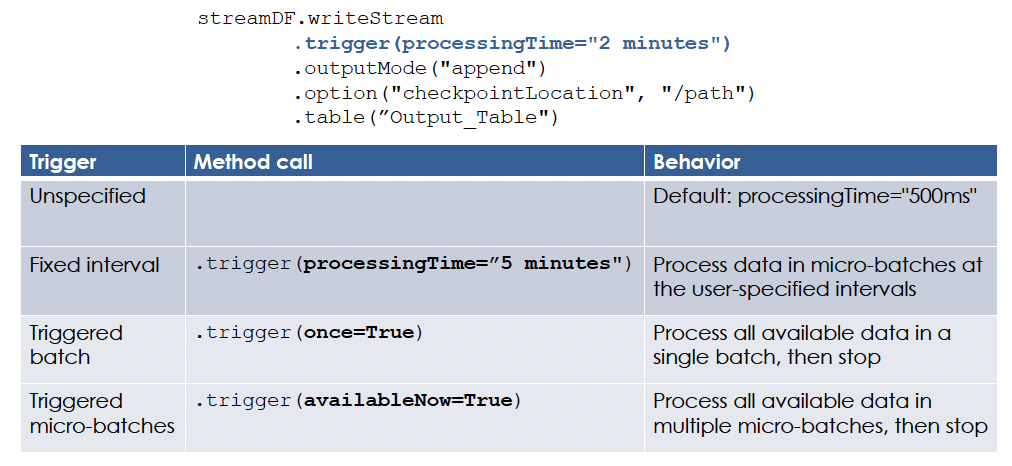 streamDF.writeStream
.trigger(processingTime="2 minutes")
.outputMode("append")
.option("checkpointLocation", "/path")
.table(”Output_Table")
Trigger Method call Behavior
Unspecified Default: processingTime="500ms"
Fixed interval .trigger(processingTime=”5 minutes") Process data in micro-batches at
the user-specified intervals
Triggered .trigger(once=True) Process all available data in a
batch single batch, then stop
Triggered .trigger(availableNow=True) Process all available data in
micro-batches multiple micro-batches, then stop